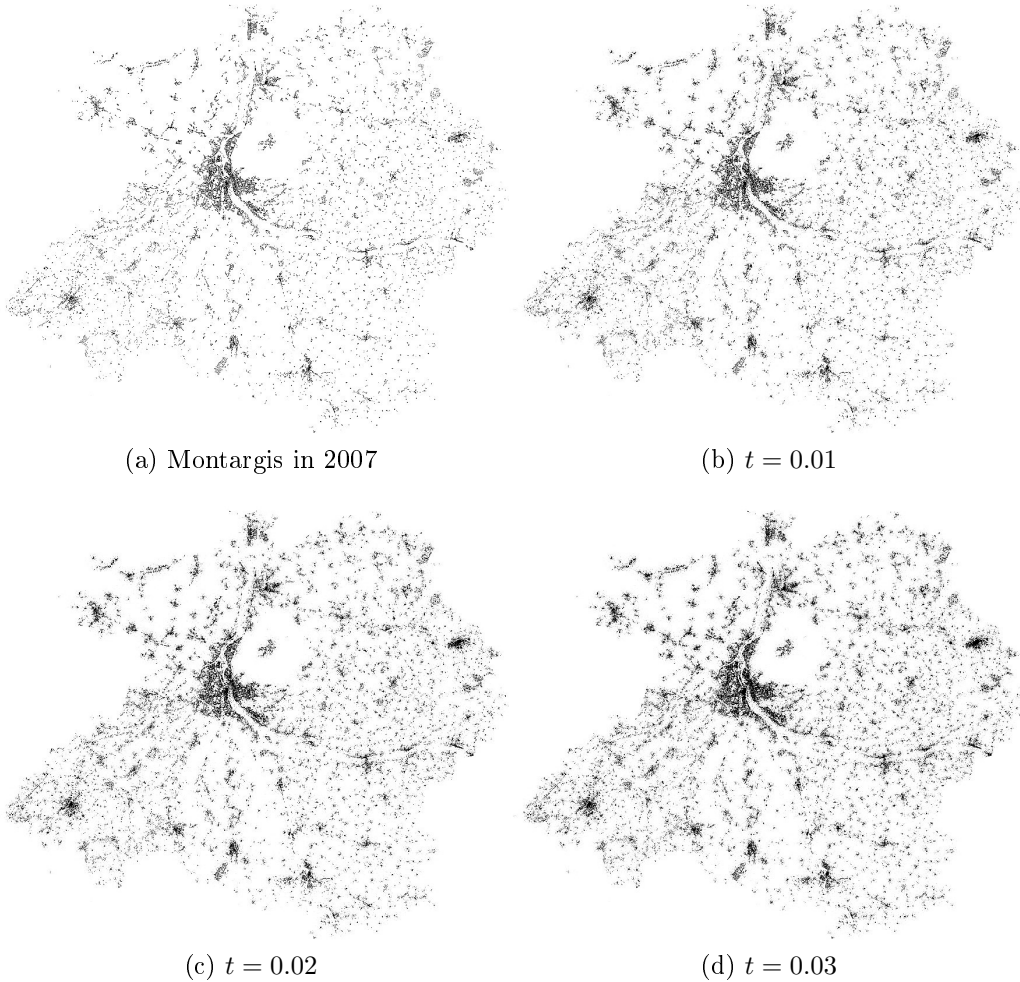 (a) Montargis in 2007
(b) t = 0.01
(c) t = 0.02
(d) t = 0.03